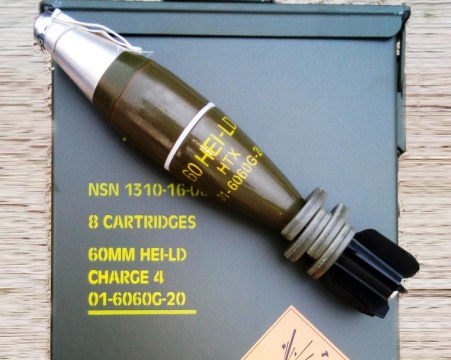 60 HEI-LD
HTX
01-6060G-2
NSN 1310-16-
8 CARTRIDGES
60MM HEI-LD
CHARGE 4
01-6060G-20